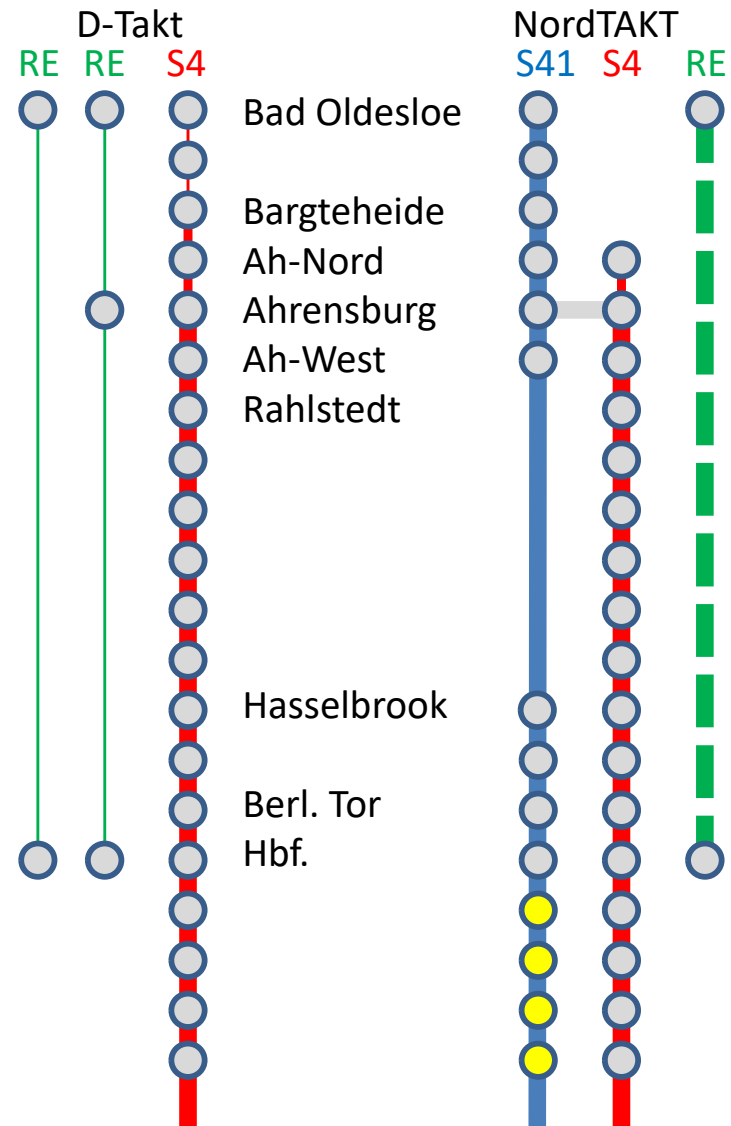 D-Takt NordTAKT
RE RE S4 S41 S4 RE
Bad Oldesloe
Bargteheide
Ah-Nord
Ahrensburg
Ah-West
Rahlstedt
Hasselbrook
Berl. Tor
Hbf.